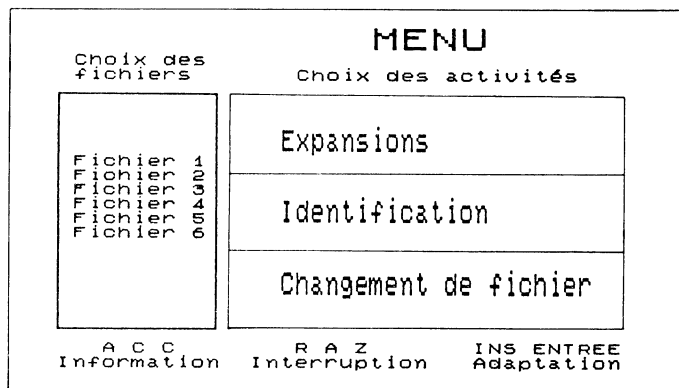 MENU
Choix des
fichiers
Choix des activités
Fichier 1
Fichier 2
Fichier 3
Fichier 4
Fichier 5
Fichier 6
Expansions
Identification
Changement de fichier
A C C
Information
R A Z
Interruption
INS ENTREE
Adaptation